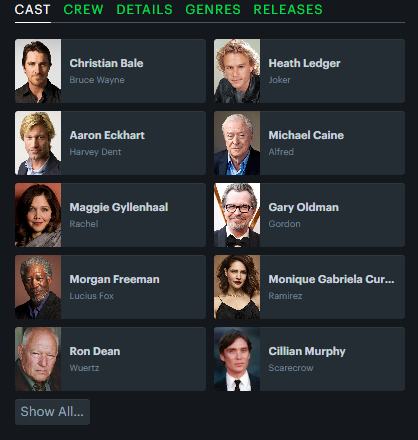 CAST CREW DETAILS GENRES RELEASES
Christian Bale
Bruce Wayne
Heath Ledger
Joker
Aaron Eckhart
Harvey Dent
Michael Caine
Alfred
Maggie Gyllenhaal
Rachel
Gary Oldman
Gordon
Morgan Freeman
Lucius Fox
Monique Gabriela Cur...
Ramirez
Ron Dean
Wuertz
Cillian Murphy
Scarecrow
Show All...